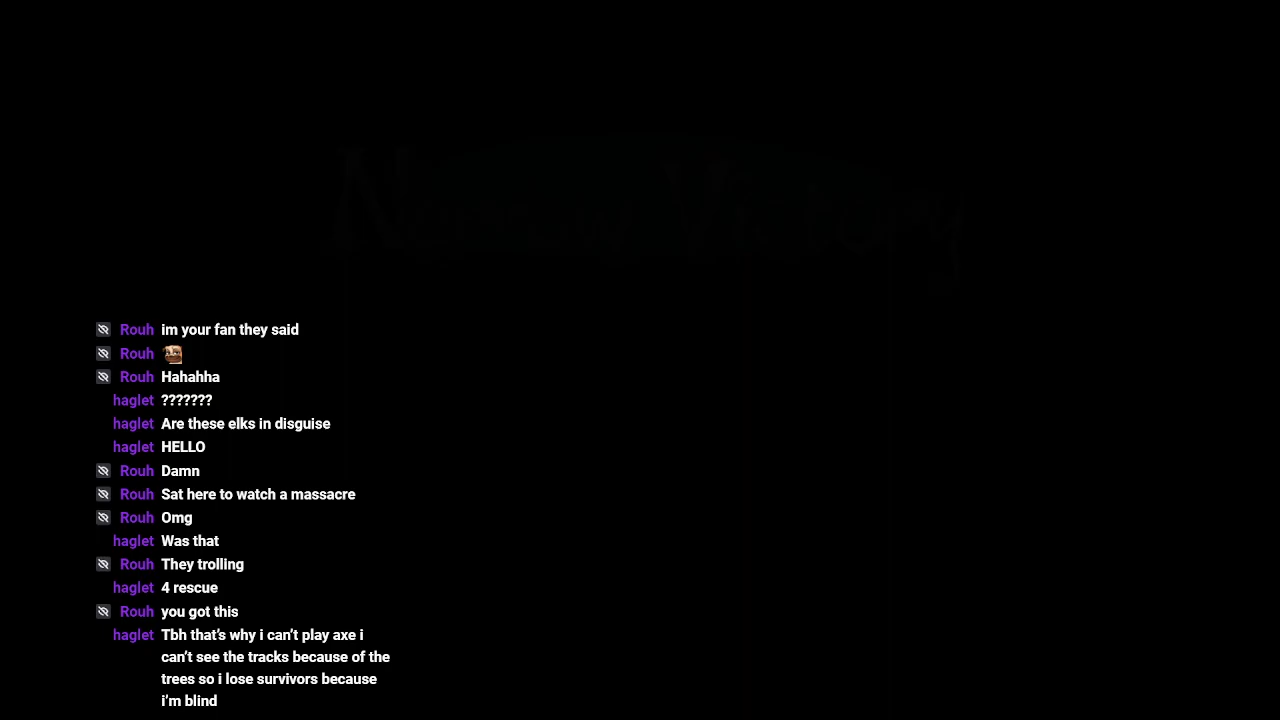 Narrow Victory
Rouh im your fan they said
Rouh
Rouh Hahahha
haglet ???????
haglet Are these elks in disguise
haglet HELLO
Rouh Damn
Rouh Sat here to watch a massacre
Rouh Omg
haglet Was that
Rouh They trolling
haglet 4 rescue
Rouh you got this
haglet Tbh that’s why i can’t play axe i
can’t see the tracks because of the
trees so i lose survivors because
i’m blind